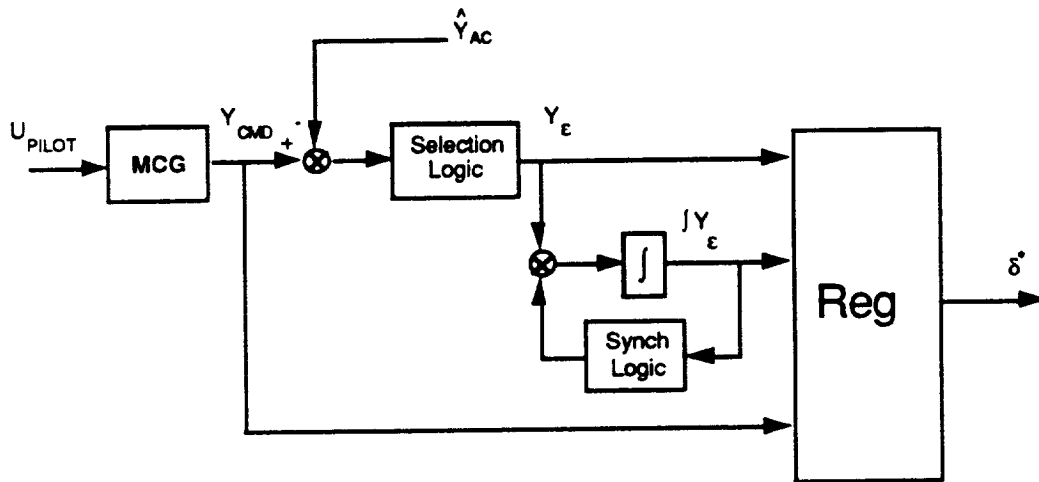 Ŷ_AC
U_PILOT
MCG
Y_CMD
-
+
Selection
Logic
Y_ε
∫
∫Y_ε
Synch
Logic
Reg
δ*